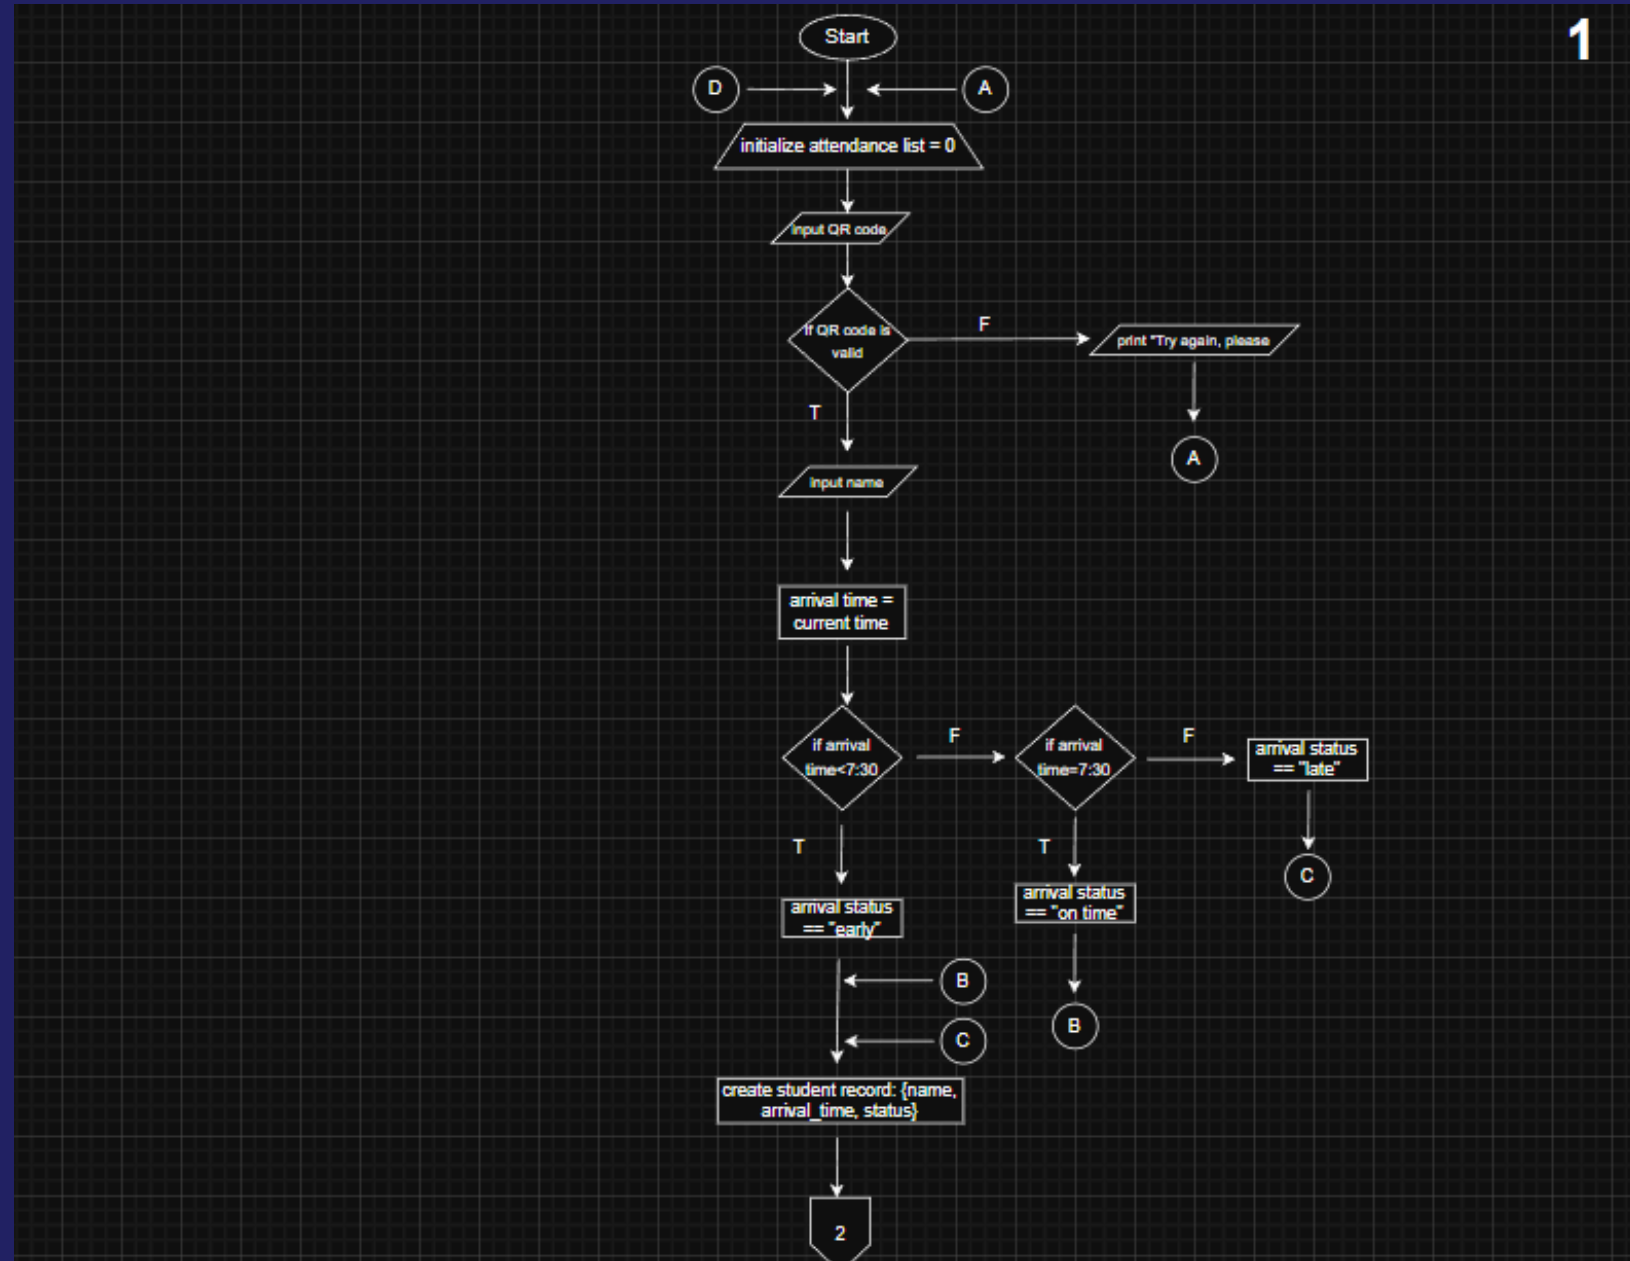 1
Start
D
A
initialize attendance list = 0
input QR code
if QR code is
valid
F
print "Try again, please
T
A
input name
arrival time =
current time
if arrival
time<7:30
F
if arrival
time=7:30
F
arrival status
== "late"
T
T
C
arrival status
== "early"
arrival status
== "on time"
B
B
C
create student record: {name,
arrival_time, status}
2